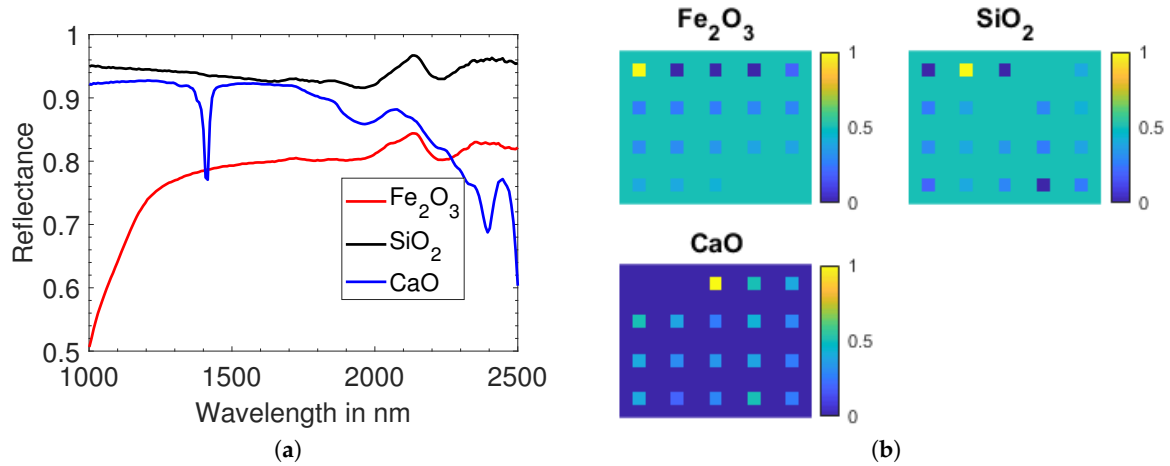 Reflectance
1
0.9
0.8
0.7
0.6
0.5
1000 1500 2000 2500
Wavelength in nm
Fe₂O₃
SiO₂
CaO
(a)
Fe₂O₃
1
0.5
0
SiO₂
1
0.5
0
CaO
1
0.5
0
(b)